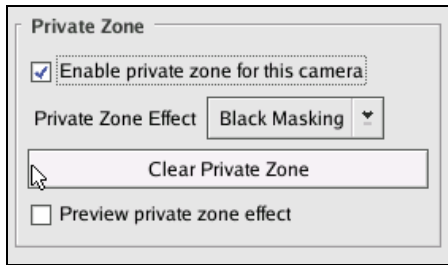 Private Zone
Enable private zone for this camera
Private Zone Effect Black Masking
Clear Private Zone
Preview private zone effect